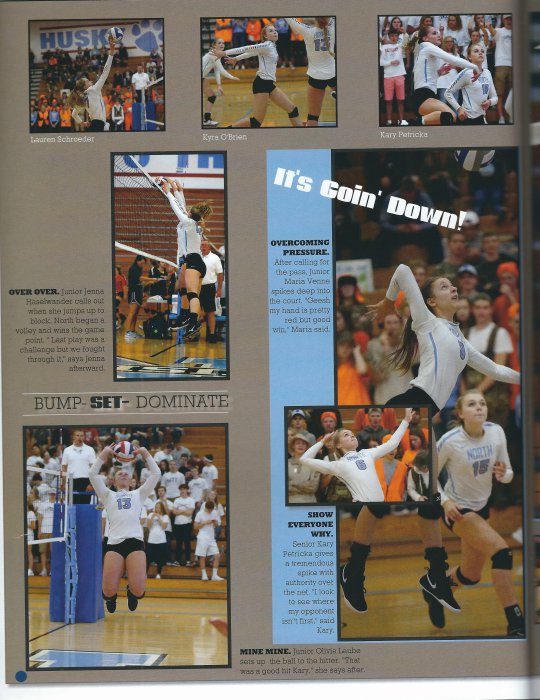 HUSK
Lauren Schroeder
Kyra O'Brien
Kary Petricka
It's Goin' Down!
OVERCOMING
PRESSURE.
After calling for
the pass, Junior
Maria Venne
spikes deep into
the court. "Geesh
my hand is pretty
red but good
win," Maria said.
OVER OVER. Junior Jenna
Haselwander calls out
when she jumps up to
block. North began a
volley and wins the game
point. " Last play was a
challenge but we fought
through it," says Jenna
afterward.
BUMP- SET- DOMINATE
13
13
6
NORTH
15
SHOW
EVERYONE
WHY.
Senior Kary
Petricka gives
a tremendous
spike with
authority over
the net. "I look
to see where
my opponent
isn"t first," said
Kary.
MINE MINE. Junior Olivia Laube
sets up the ball to the hitter. "That
was a good hit Kary," she says after.